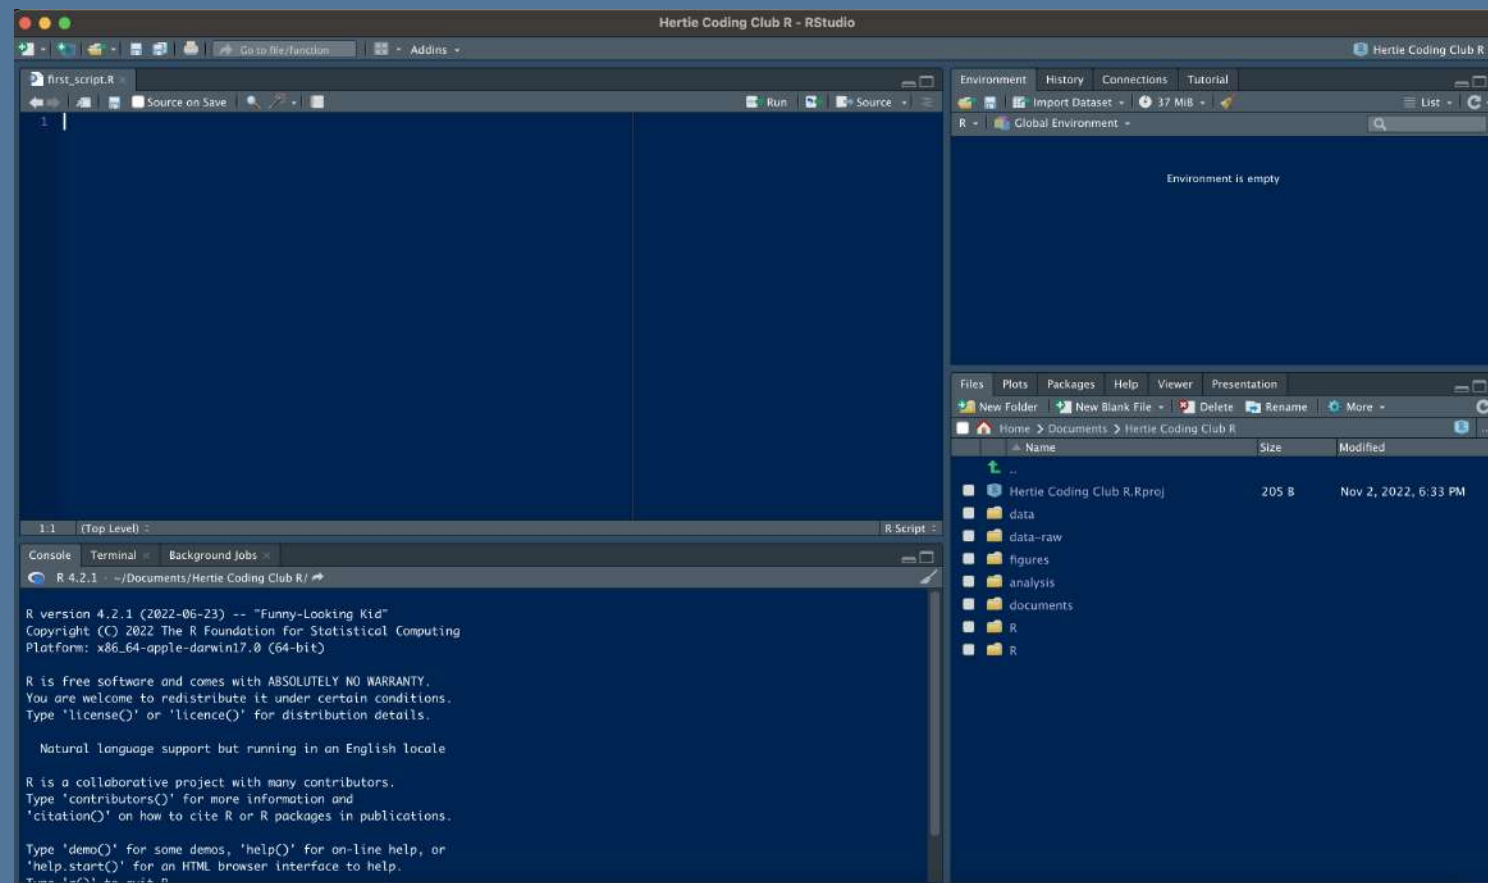 Hertie Coding Club R - RStudio
Go to file/function Addins
Hertie Coding Club R
first_script.R
Source on Save Run Source
1
1:1 (Top Level) R Script
Console Terminal Background Jobs
R 4.2.1 · ~/Documents/Hertie Coding Club R/
R version 4.2.1 (2022-06-23) -- "Funny-Looking Kid"
Copyright (C) 2022 The R Foundation for Statistical Computing
Platform: x86_64-apple-darwin17.0 (64-bit)
R is free software and comes with ABSOLUTELY NO WARRANTY.
You are welcome to redistribute it under certain conditions.
Type 'license()' or 'licence()' for distribution details.
Natural language support but running in an English locale
R is a collaborative project with many contributors.
Type 'contributors()' for more information and
'citation()' on how to cite R or R packages in publications.
Type 'demo()' for some demos, 'help()' for on-line help, or
'help.start()' for an HTML browser interface to help.
Type 'q()' to quit R.
Environment History Connections Tutorial
Import Dataset 37 MiB List
R Global Environment
Environment is empty
Files Plots Packages Help Viewer Presentation
New Folder New Blank File Delete Rename More
Home > Documents > Hertie Coding Club R
Name Size Modified
..
Hertie Coding Club R.Rproj 205 B Nov 2, 2022, 6:33 PM
data
data-raw
figures
analysis
documents
R
R